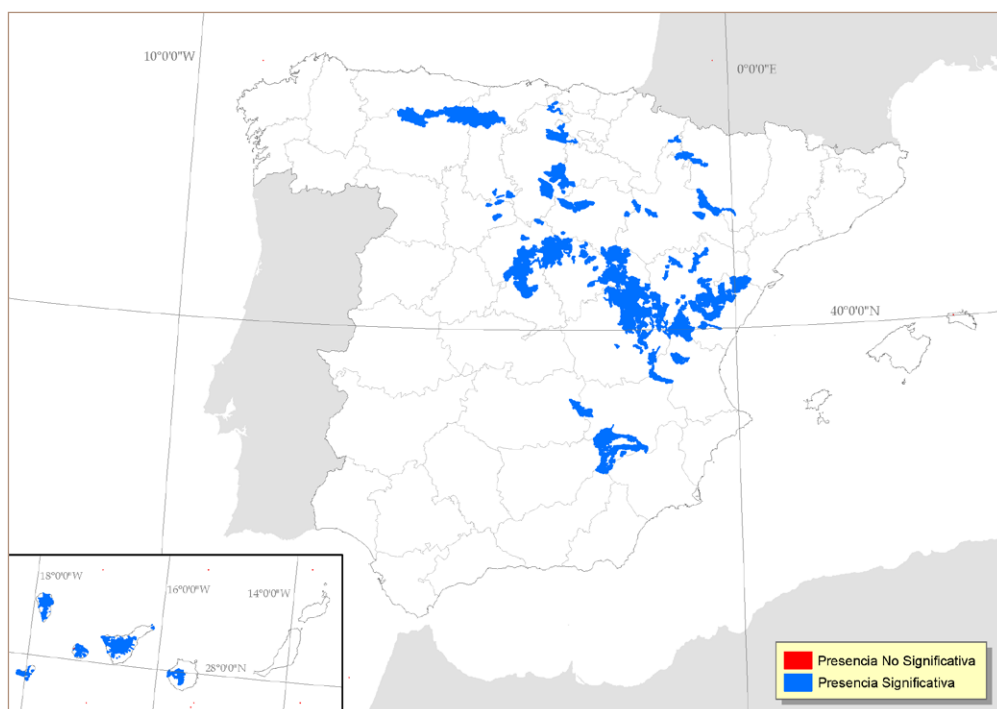 10°0'0"W
0°0'0"E
40°0'0"N
18°0'0"W
16°0'0"W
14°0'0"W
28°0'0"N
Presencia No Significativa
Presencia Significativa